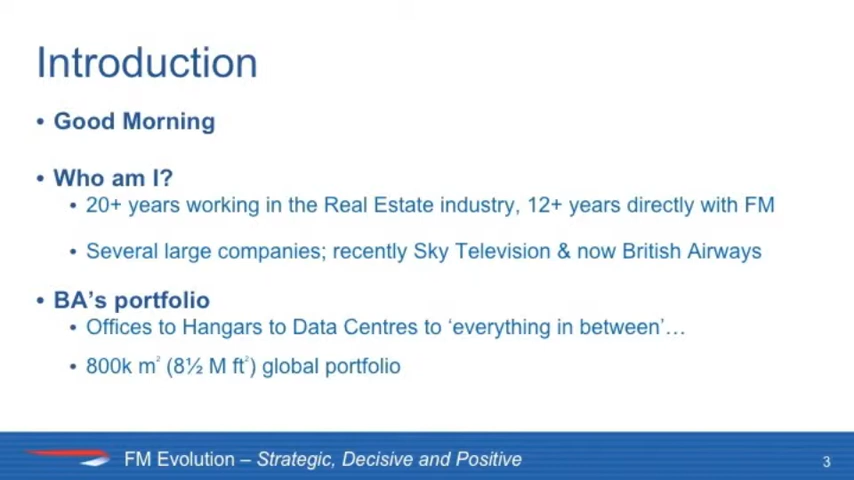 Introduction
• Good Morning
• Who am I?
• 20+ years working in the Real Estate industry, 12+ years directly with FM
• Several large companies; recently Sky Television & now British Airways
• BA’s portfolio
• Offices to Hangars to Data Centres to ‘everything in between’…
• 800k m² (8½ M ft²) global portfolio
FM Evolution – Strategic, Decisive and Positive
3